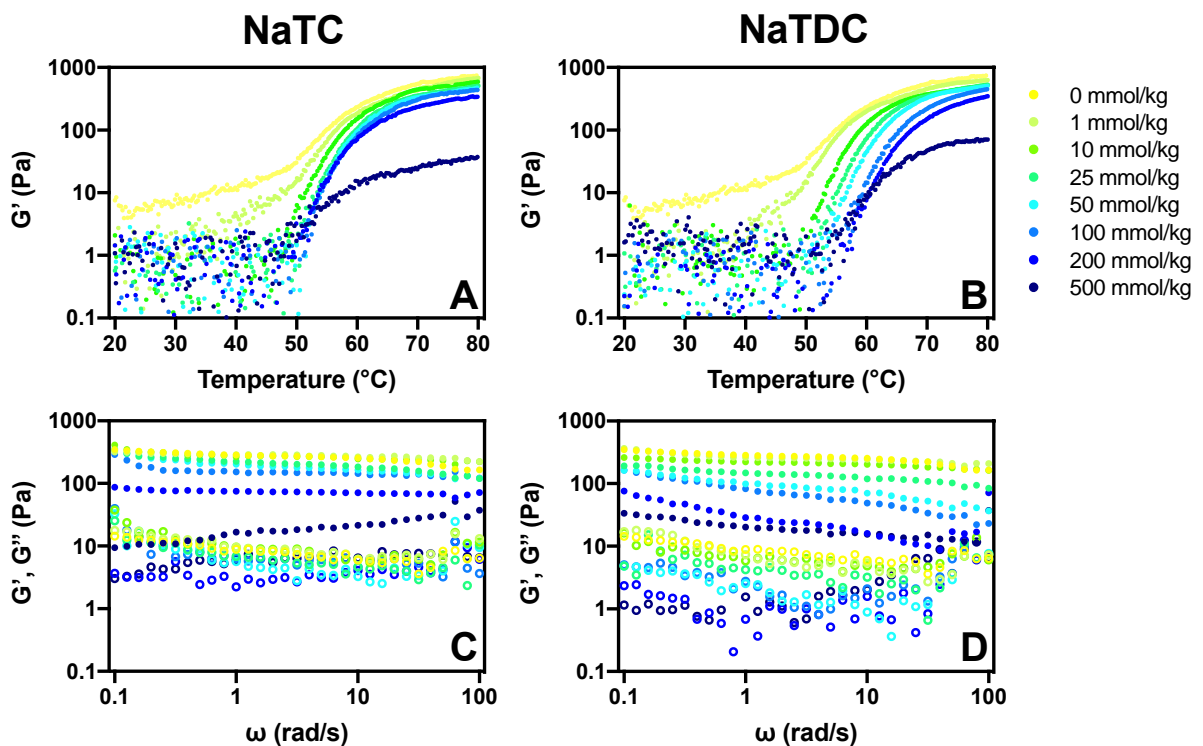 NaTC
NaTDC
1000
100
10
1
0.1
G’ (Pa)
A
20 30 40 50 60 70 80
Temperature (°C)
1000
100
10
1
0.1
G’ (Pa)
B
20 30 40 50 60 70 80
Temperature (°C)
0 mmol/kg
1 mmol/kg
10 mmol/kg
25 mmol/kg
50 mmol/kg
100 mmol/kg
200 mmol/kg
500 mmol/kg
1000
100
10
1
0.1
G’, G” (Pa)
C
0.1 1 10 100
ω (rad/s)
1000
100
10
1
0.1
G’, G” (Pa)
D
0.1 1 10 100
ω (rad/s)